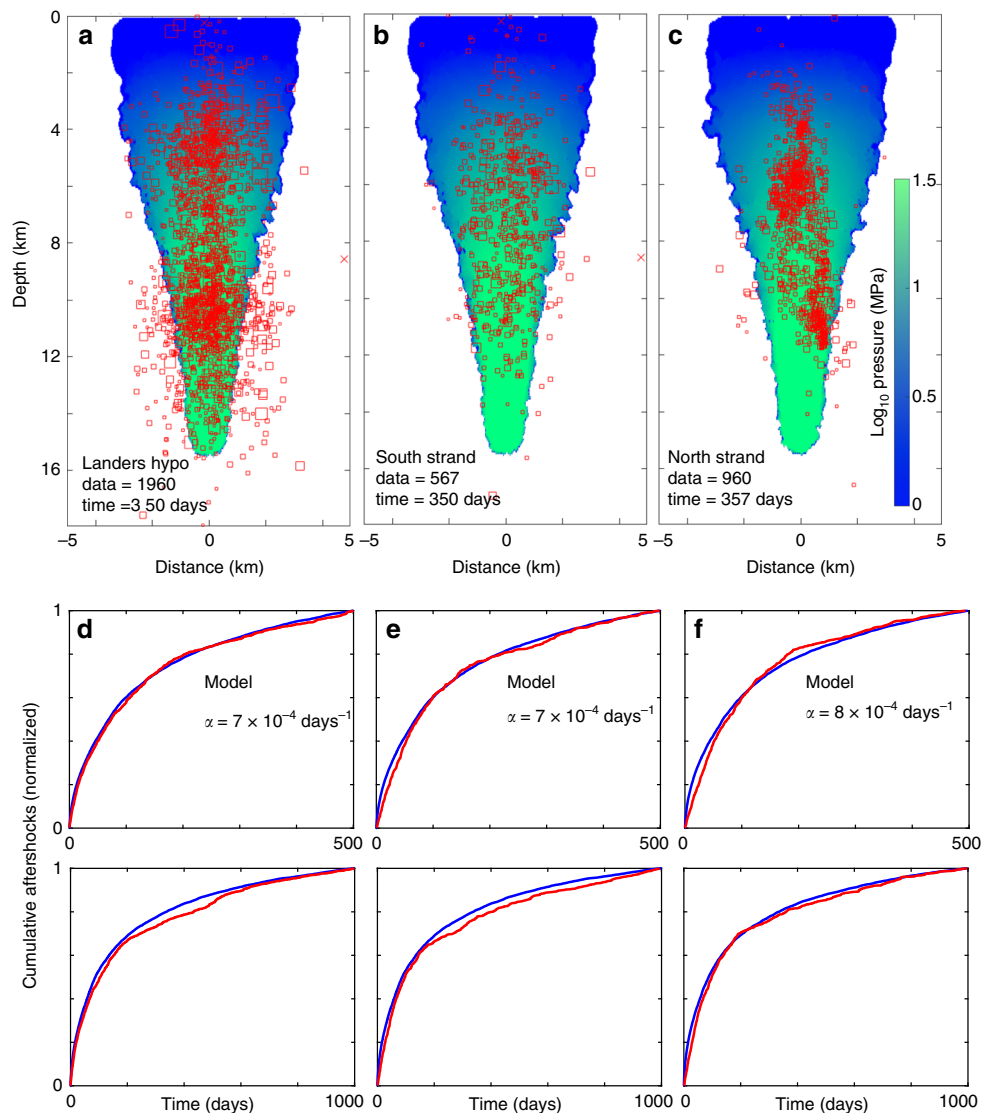 a
b
c
0
4
8
12
16
Depth (km)
Landers hypo
data = 1960
time =3 50 days
South strand
data = 567
time = 350 days
North strand
data = 960
time = 357 days
1.5
1
0.5
0
Log10 pressure (MPa)
−5 0 5
−5 0 5
−5 0 5
Distance (km)
Distance (km)
Distance (km)
Cumulative aftershocks (normalized)
1
0
d
Model
α = 7 × 10−4 days−1
0 500
e
Model
α = 7 × 10−4 days−1
0 500
f
Model
α = 8 × 10−4 days−1
0 500
1
0
0 Time (days) 1000
0 Time (days) 1000
0 Time (days) 1000